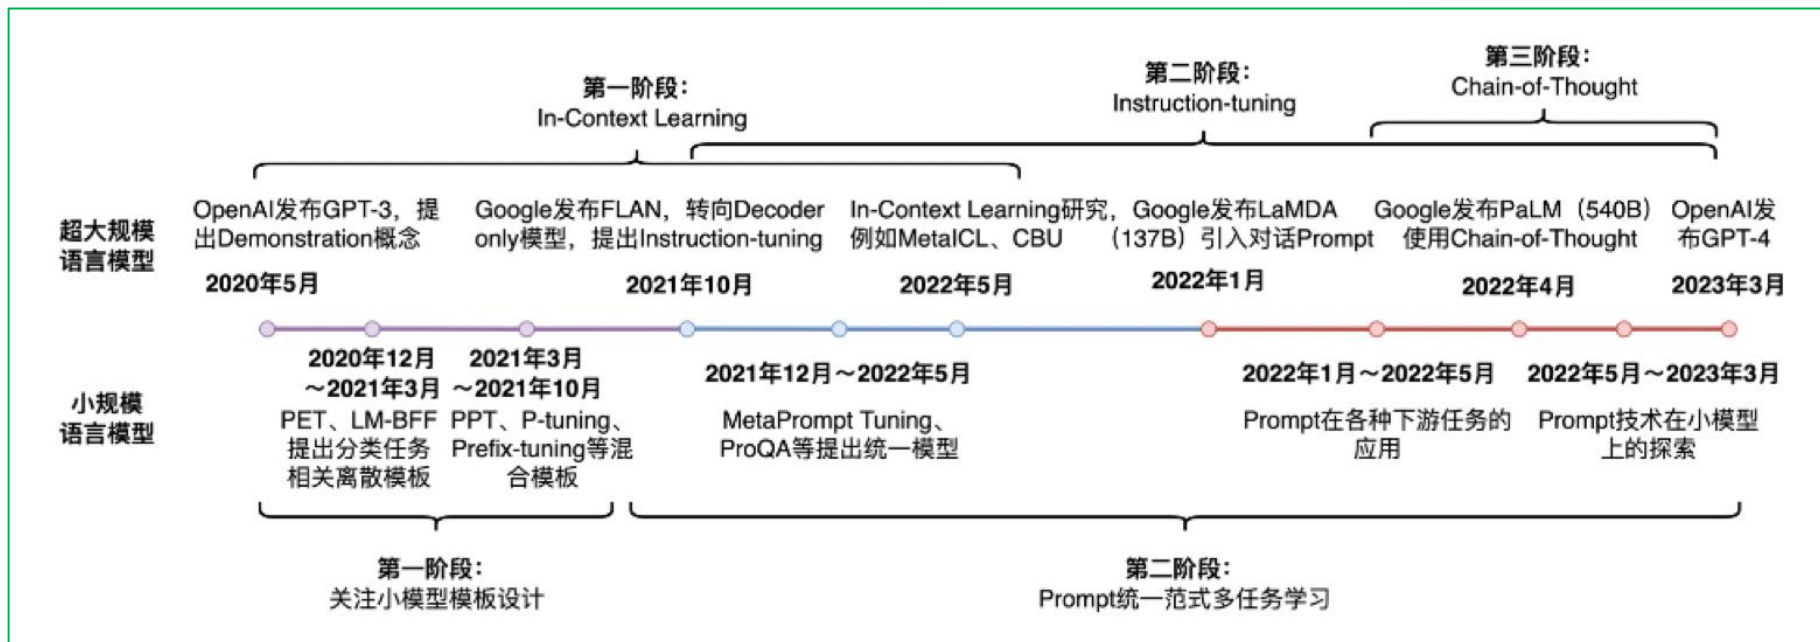 第一阶段：
In-Context Learning
第二阶段：
Instruction-tuning
第三阶段：
Chain-of-Thought
超大规模
语言模型
OpenAI发布GPT-3，提
出Demonstration概念
2020年5月
Google发布FLAN，转向Decoder
only模型，提出Instruction-tuning
2021年10月
In-Context Learning研究，
例如MetaICL、CBU
2022年5月
Google发布LaMDA
（137B）引入对话Prompt
2022年1月
Google发布PaLM（540B）
使用Chain-of-Thought
2022年4月
OpenAI发
布GPT-4
2023年3月
小规模
语言模型
2020年12月
～2021年3月
PET、LM-BFF
提出分类任务
相关离散模板
2021年3月
～2021年10月
PPT、P-tuning、
Prefix-tuning等混
合模板
2021年12月～2022年5月
MetaPrompt Tuning、
ProQA等提出统一模型
2022年1月～2022年5月
Prompt在各种下游任务的
应用
2022年5月～2023年3月
Prompt技术在小模型
上的探索
第一阶段：
关注小模型模板设计
第二阶段：
Prompt统一范式多任务学习